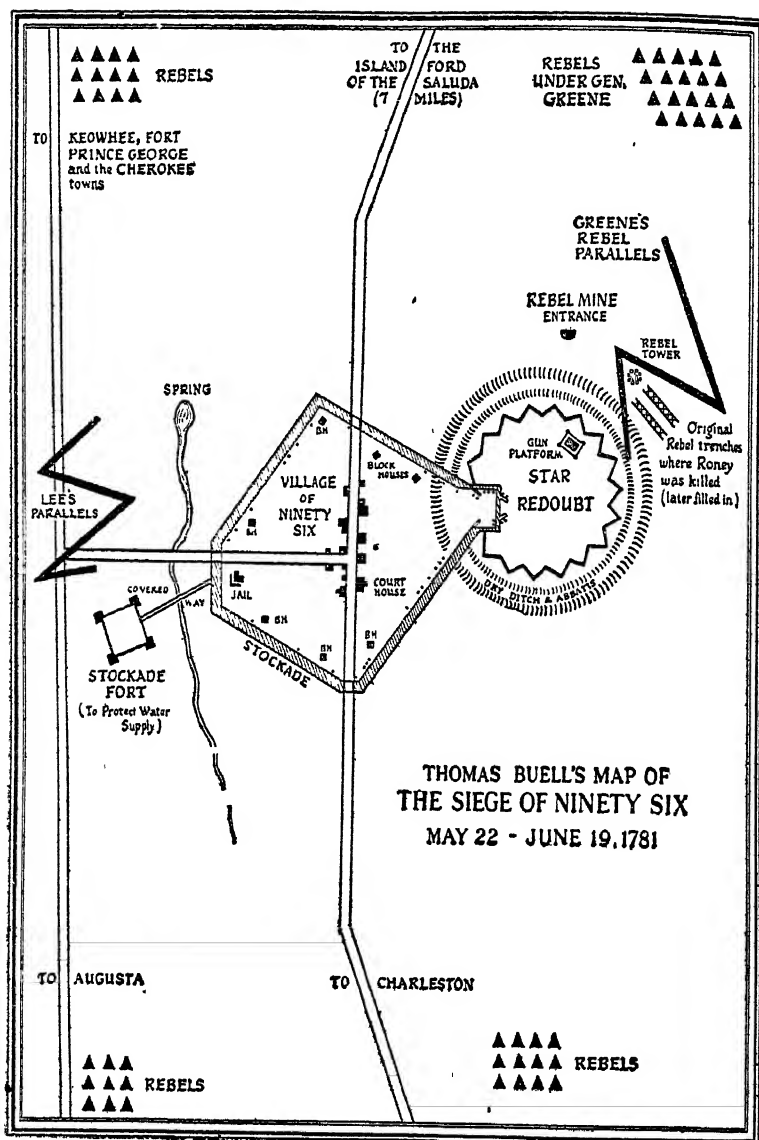 REBELS
TO THE
ISLAND FORD
OF THE SALUDA
(7 MILES)
REBELS
UNDER GEN.
GREENE
TO KEOWHEE, FORT
PRINCE GEORGE
and the CHEROKEE
towns
GREENE'S
REBEL
PARALLELS
REBEL MINE
ENTRANCE
REBEL
TOWER
Original
Rebel trenches
where Roney
was killed
(later filled in)
SPRING
BH
BLOCK
HOUSES
GUN
PLATFORM
STAR
REDOUBT
VILLAGE
OF
NINETY
SIX
LEE'S
PARALLELS
BH
COVERED
WAY
JAIL
COURT
HOUSE
DRY DITCH & ABBATIS
BH
BH
BH
STOCKADE
STOCKADE
FORT
(To Protect Water
Supply)
THOMAS BUELL'S MAP OF
THE SIEGE OF NINETY SIX
MAY 22 - JUNE 19, 1781
TO AUGUSTA
TO CHARLESTON
REBELS
REBELS